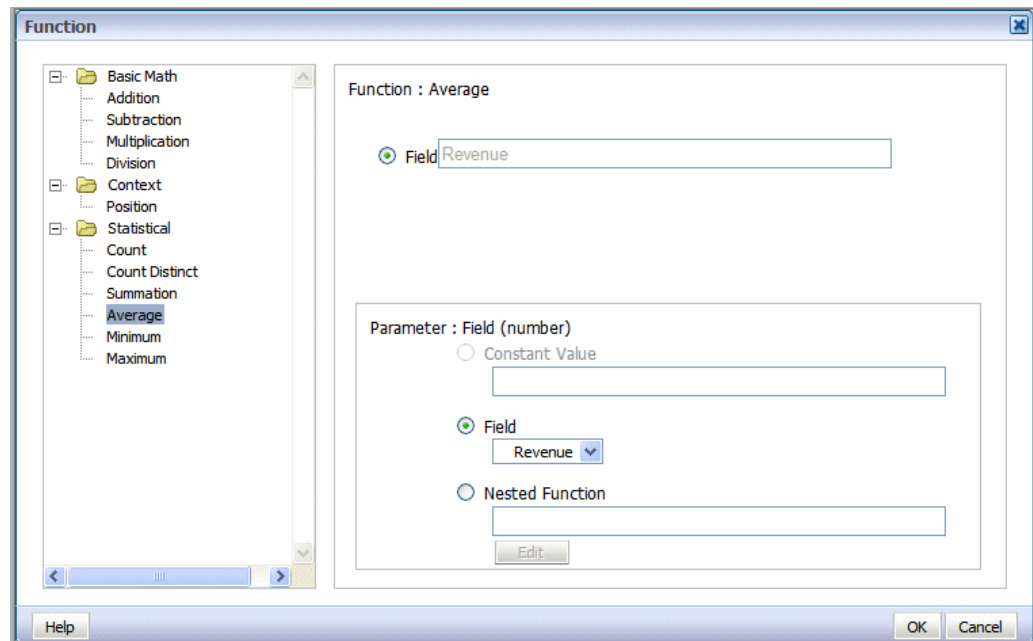 Function
Basic Math
Addition
Subtraction
Multiplication
Division
Context
Position
Statistical
Count
Count Distinct
Summation
Average
Minimum
Maximum
Function : Average
Field Revenue
Parameter : Field (number)
Constant Value
Field
Revenue
Nested Function
Edit
Help OK Cancel